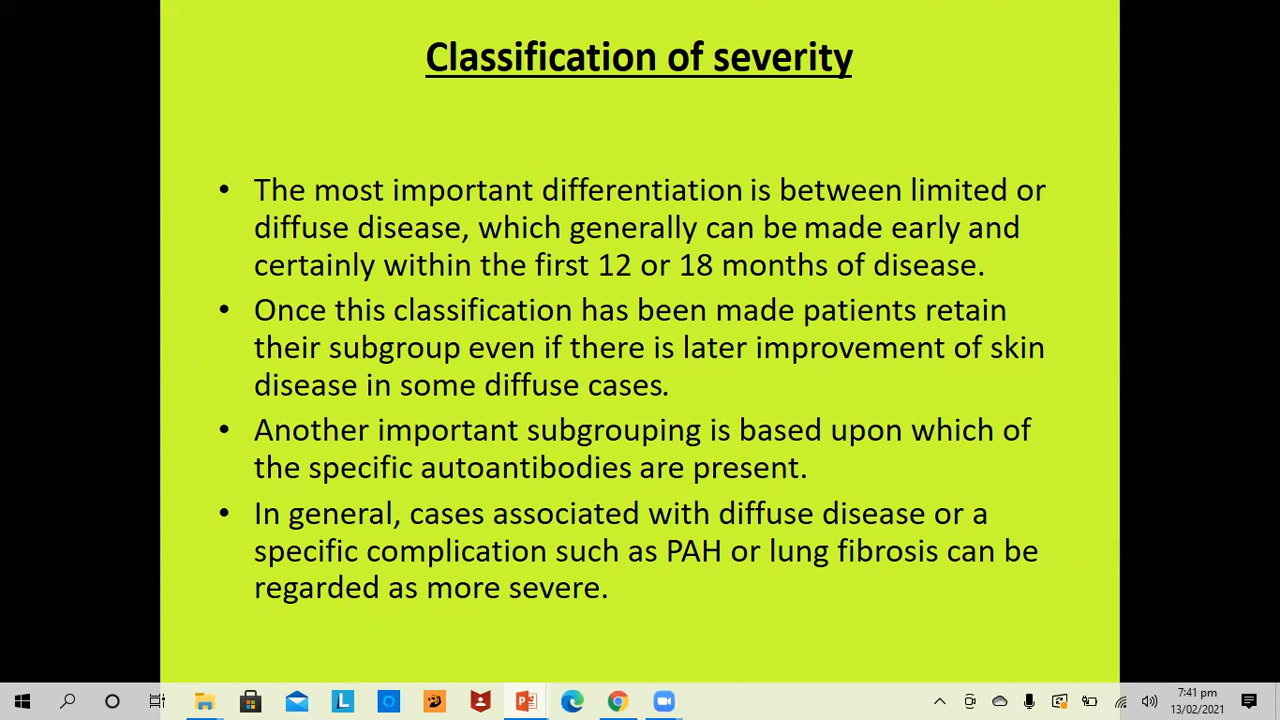 Classification of severity
• The most important differentiation is between limited or
diffuse disease, which generally can be made early and
certainly within the first 12 or 18 months of disease.
• Once this classification has been made patients retain
their subgroup even if there is later improvement of skin
disease in some diffuse cases.
• Another important subgrouping is based upon which of
the specific autoantibodies are present.
• In general, cases associated with diffuse disease or a
specific complication such as PAH or lung fibrosis can be
regarded as more severe.
L
7:41 pm
13/02/2021